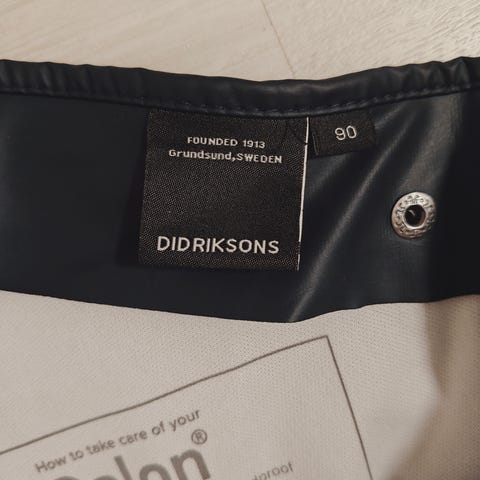 FOUNDED 1913
Grundsund, SWEDEN
90
DIDRIKSONS
How to take care of your
®